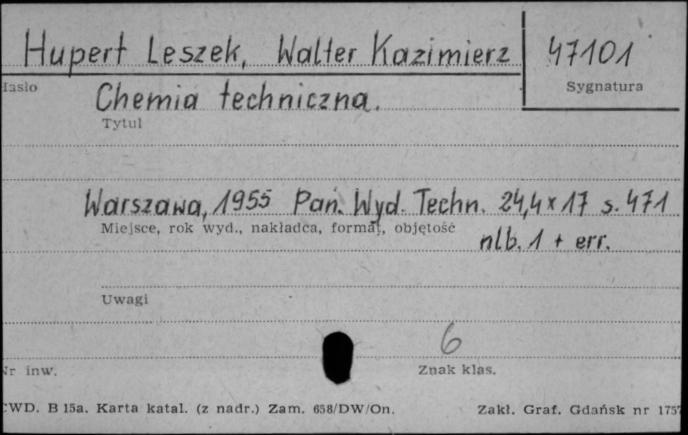 Hupert Leszek, Walter Kazimierz 47101
Hasło Sygnatura
Chemia techniczna.
Tytuł
Warszawa, 1955 Pań. Wyd. Techn. 24,4 x 17 s. 471
Miejsce, rok wyd., nakładca, format, objętość
nlb. 1 + err.
Uwagi
6
Nr inw. Znak klas.
CWD. B 15a. Karta katal. (z nadr.) Zam. 658/DW/On. Zakł. Graf. Gdańsk nr 1757